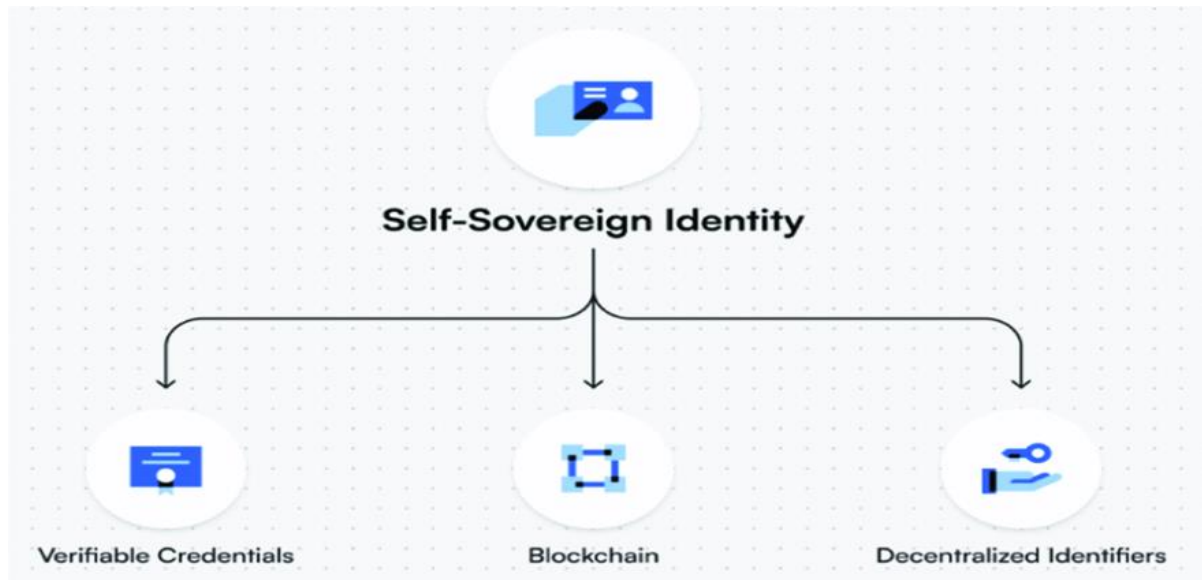 Self-Sovereign Identity
Verifiable Credentials
Blockchain
Decentralized Identifiers